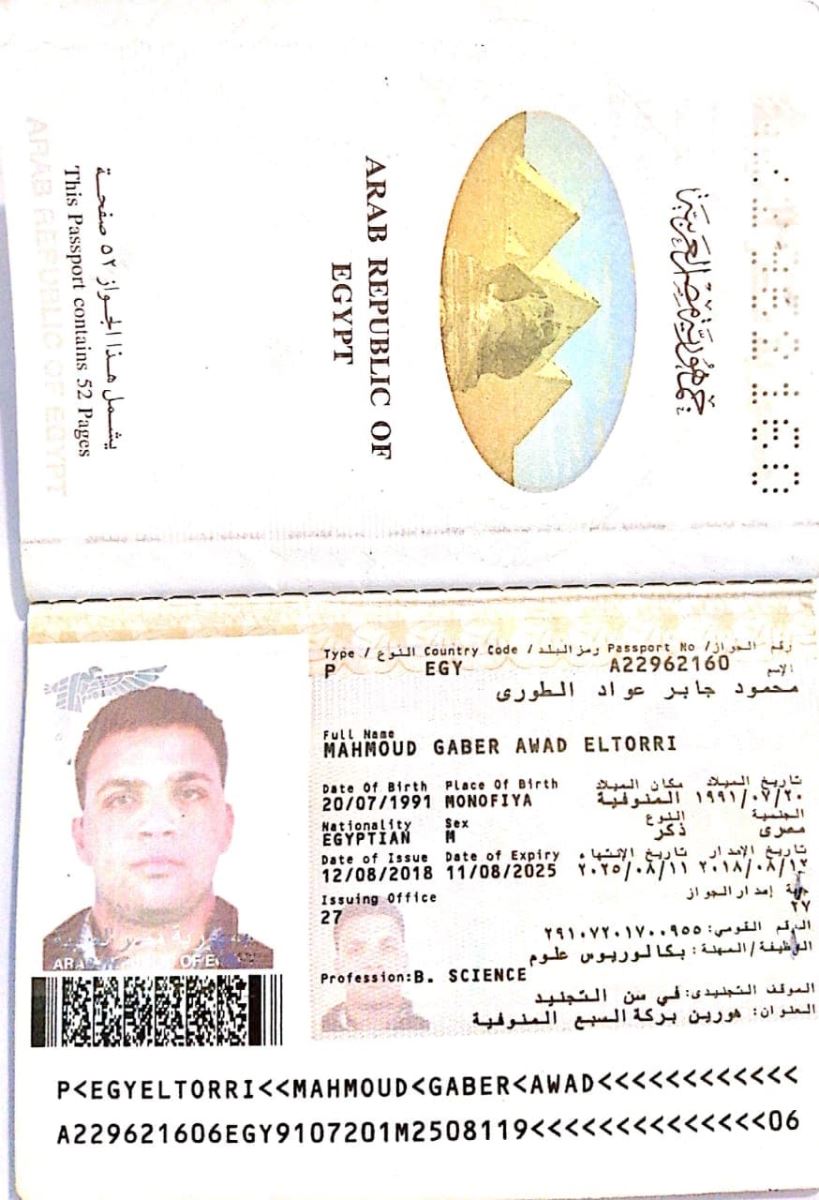 جمهورية مصر العربية
ARAB REPUBLIC OF
EGYPT
يشمل هذا الجواز ٥٢ صفحة
This Passport contains 52 Pages
ARAB REPUBLIC OF EGYPT
Type / النوع Country Code / رمز البلد Passport No / رقم الجواز
P EGY A22962160
الإسم
محمود جابر عواد الطورى
Full Name
MAHMOUD GABER AWAD ELTORRI
Date Of Birth Place Of Birth مكان الميلاد تاريخ الميلاد
20/07/1991 MONOFIYA المنوفية ١٩٩١/٠٧/٢٠
Nationality Sex النوع الجنسية
EGYPTIAN M ذكر مصرى
Date of Issue Date of Expiry تاريخ الإنتهاء تاريخ الإصدار
12/08/2018 11/08/2025 ٢٠٢٥/٠٨/١١ ٢٠١٨/٠٨/١٢
Issuing Office جهة إصدار الجواز
27 ٢٧
الرقم القومي: ٢٩١٠٧٢٠١٧٠٠٩٥٥
الوظيفة/المهنة: بكالوريوس علوم
Profession:B. SCIENCE
الموقف التجنيدى: في سن التجنيد
العنوان: هورين بركة السبع المنوفية
P<EGYELTORRI<<MAHMOUD<GABER<AWAD<<<<<<<<<<<<
A229621606EGY9107201M2508119<<<<<<<<<<<<<<06